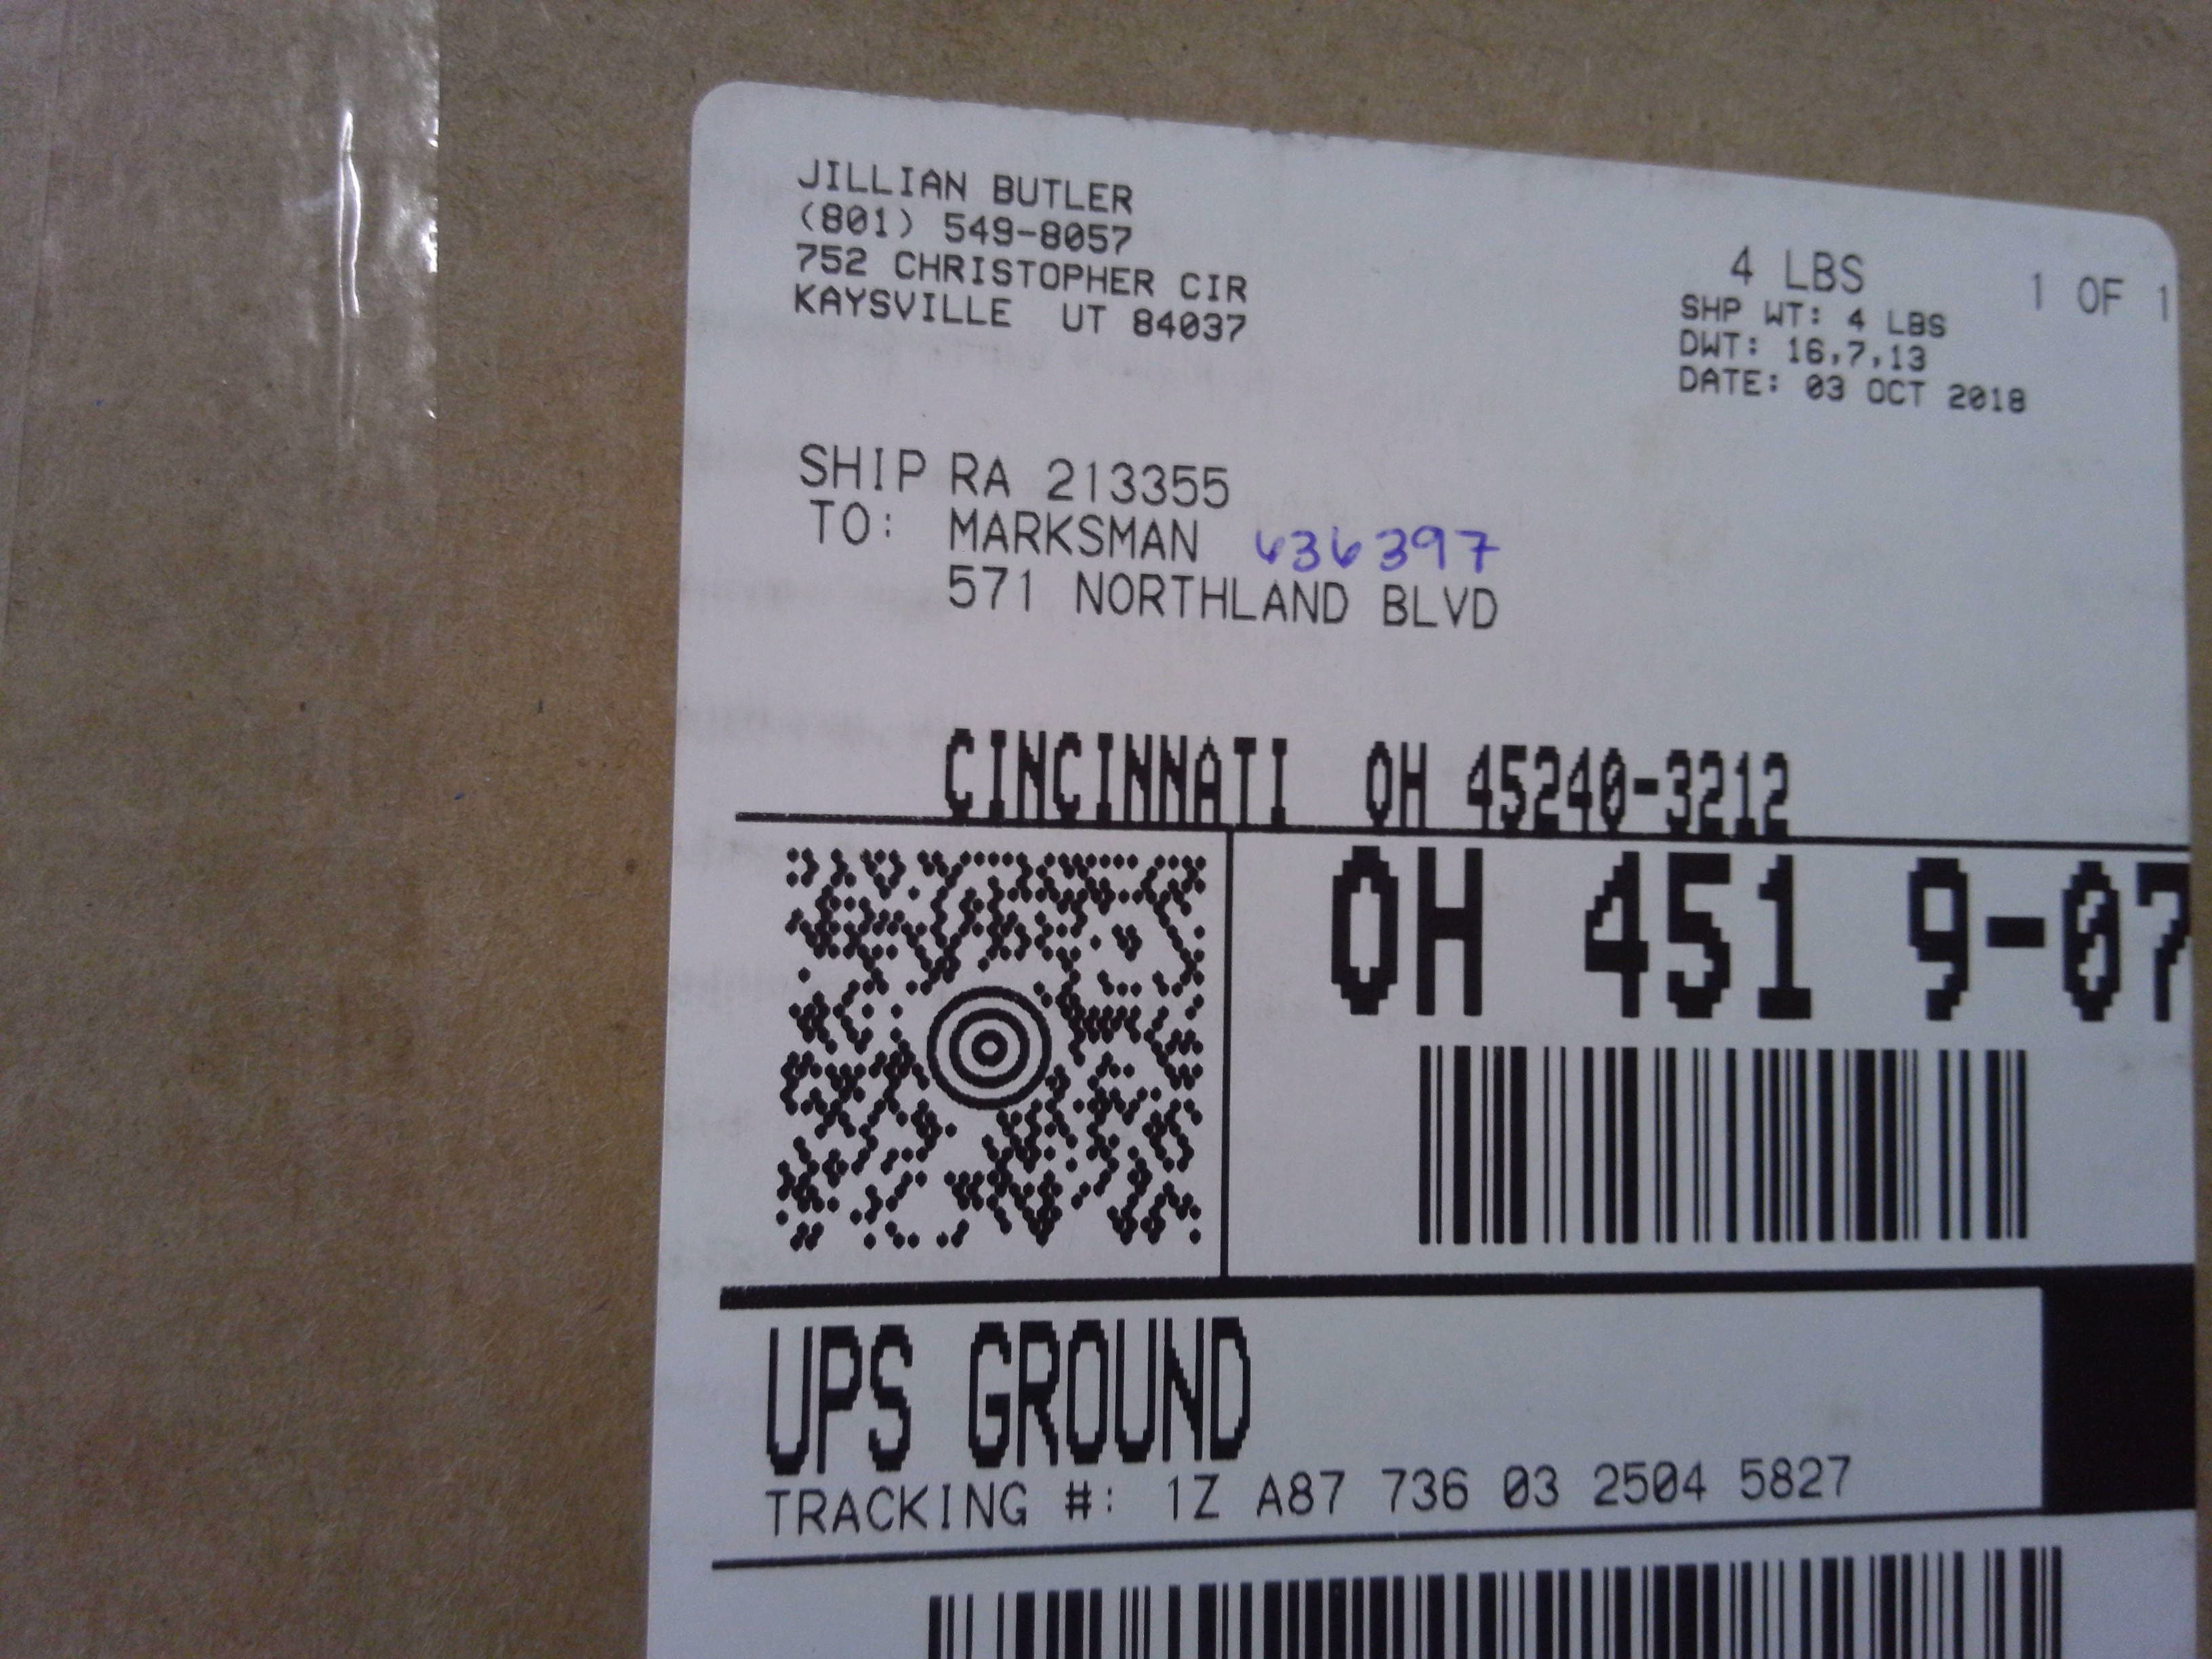 JILLIAN BUTLER
(801) 549-8057
752 CHRISTOPHER CIR
KAYSVILLE UT 84037
4 LBS 1 OF 1
SHP WT: 4 LBS
DWT: 16,7,13
DATE: 03 OCT 2018
SHIP RA 213355
TO: MARKSMAN 636397
571 NORTHLAND BLVD
CINCINNATI OH 45240-3212
OH 451 9-07
UPS GROUND
TRACKING #: 1Z A87 736 03 2504 5827